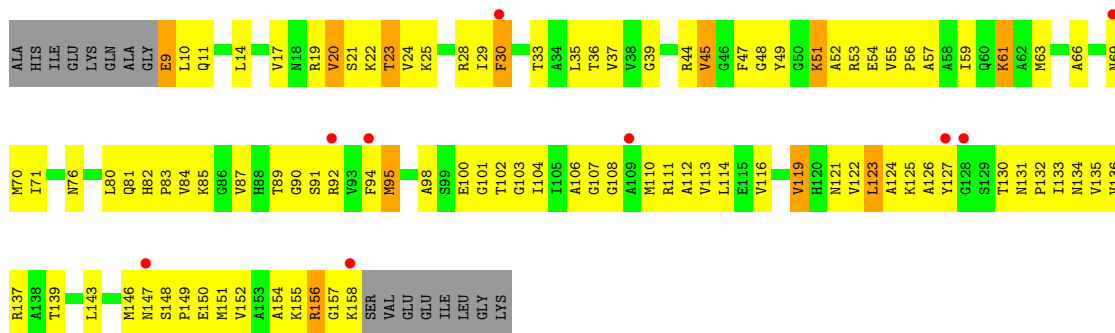 ALA HIS ILE GLU LYS GLN ALA GLY E9 L10 Q11 L14 V17 N18 R19 V20 S21 K22 T23 V24 K25 R28 I29 F30 T33 A34 L35 T36 V37 V38 G39 R44 V45 G46 F47 G48 Y49 G50 K51 A52 R53 E54 V55 P56 A57 A58 I59 Q60 K61 A62 M63 A66 N69
M70 I71 N76 L80 Q81 H82 P83 V84 K85 G86 V87 H88 T89 G90 S91 R92 V93 F94 M95 A98 S99 E100 G101 T102 G103 I104 I105 A106 G107 G108 A109 M110 R111 A112 V113 L114 E115 V116 V119 H120 N121 V122 L123 A124 K125 A126 Y127 G128 S129 T130 N131 P132 I133 N134 V135 V136
R137 A138 T139 L143 M146 N147 S148 P149 E150 M151 V152 A153 A154 K155 R156 G157 K158 SER VAL GLU GLU ILE LEU GLY LYS